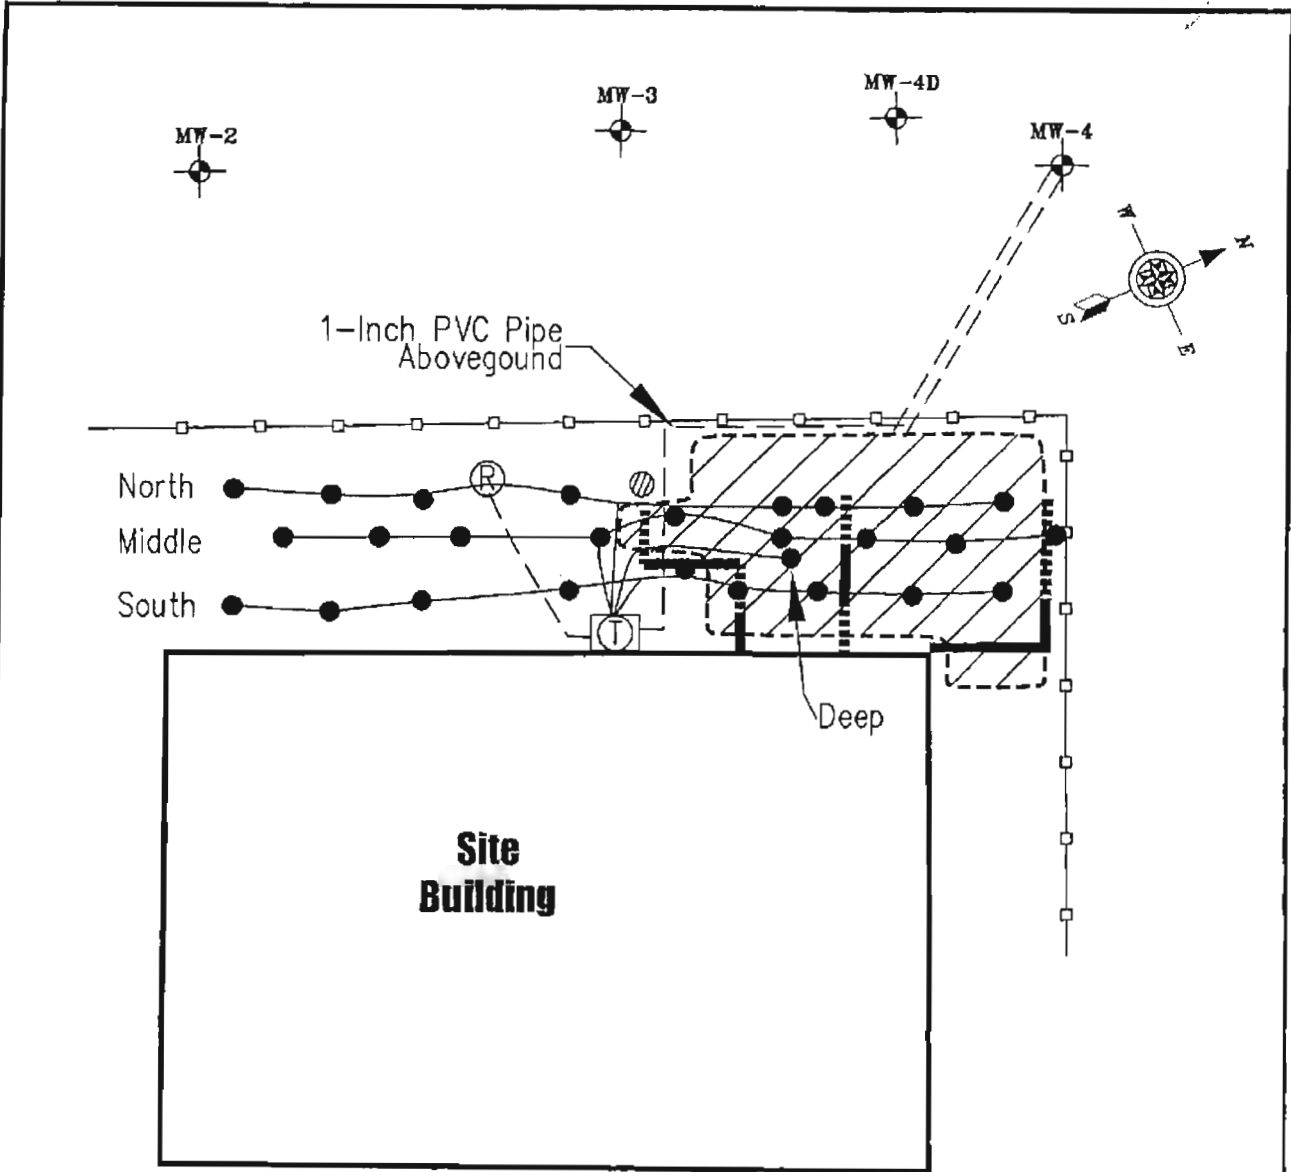 MW-2
MW-3
MW-4D
MW-4
W
N
S
E
1-Inch PVC Pipe
Abovegound
North
R
Middle
South
T
Deep
Site
Building